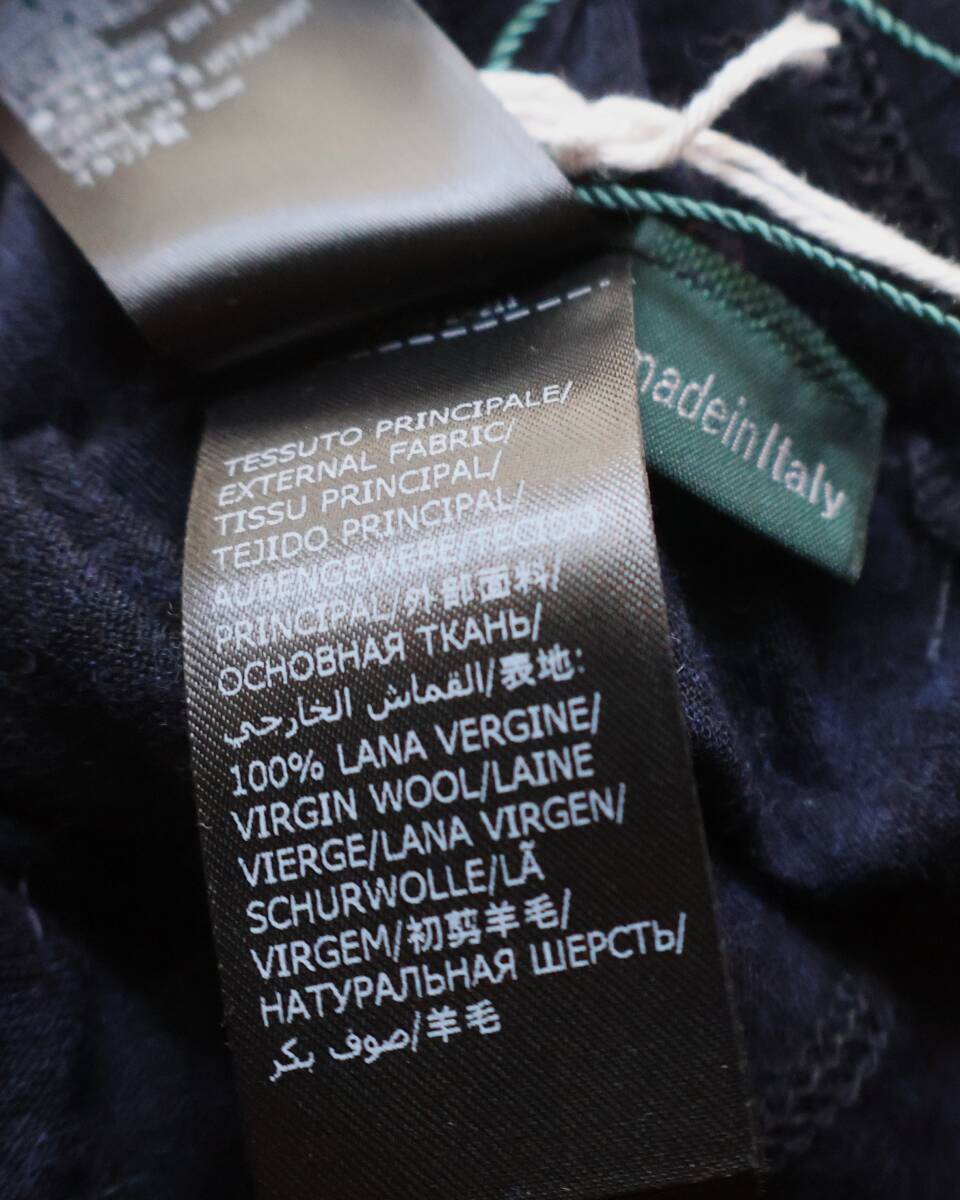 TESSUTO PRINCIPALE/
EXTERNAL FABRIC/
TISSU PRINCIPAL/
TEJIDO PRINCIPAL/
AUßENGEWEBE/TECIDO
PRINCIPAL/外部面料/
ОСНОВНАЯ ТКАНЬ/
القماش الخارجي/表地:
100% LANA VERGINE/
VIRGIN WOOL/LAINE
VIERGE/LANA VIRGEN/
SCHURWOLLE/LÃ
VIRGEM/初剪羊毛/
НАТУРАЛЬНАЯ ШЕРСТЬ/
صوف بكر/羊毛
madeinItaly